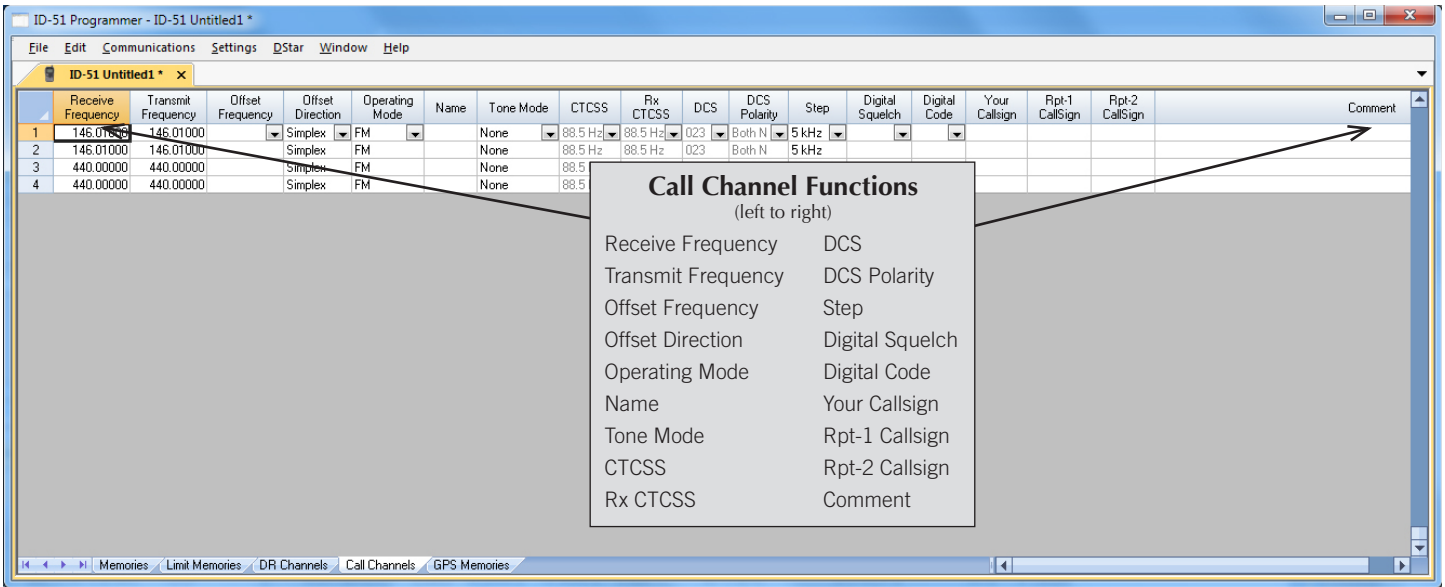 ID-51 Programmer - ID-51 Untitled1 *
File Edit Communications Settings DStar Window Help
ID-51 Untitled1 * X
Receive Frequency Transmit Frequency Offset Frequency Offset Direction Operating Mode Name Tone Mode CTCSS Rx CTCSS DCS DCS Polarity Step Digital Squelch Digital Code Your Callsign Rpt-1 CallSign Rpt-2 CallSign Comment
1 146.01000 146.01000 Simplex FM None 88.5 Hz 88.5 Hz 023 Both N 5 kHz
2 146.01000 146.01000 Simplex FM None 88.5 Hz 88.5 Hz 023 Both N 5 kHz
3 440.00000 440.00000 Simplex FM None 88.5
4 440.00000 440.00000 Simplex FM None 88.5
Call Channel Functions
(left to right)
Receive Frequency DCS
Transmit Frequency DCS Polarity
Offset Frequency Step
Offset Direction Digital Squelch
Operating Mode Digital Code
Name Your Callsign
Tone Mode Rpt-1 Callsign
CTCSS Rpt-2 Callsign
Rx CTCSS Comment
Memories Limit Memories DR Channels Call Channels GPS Memories